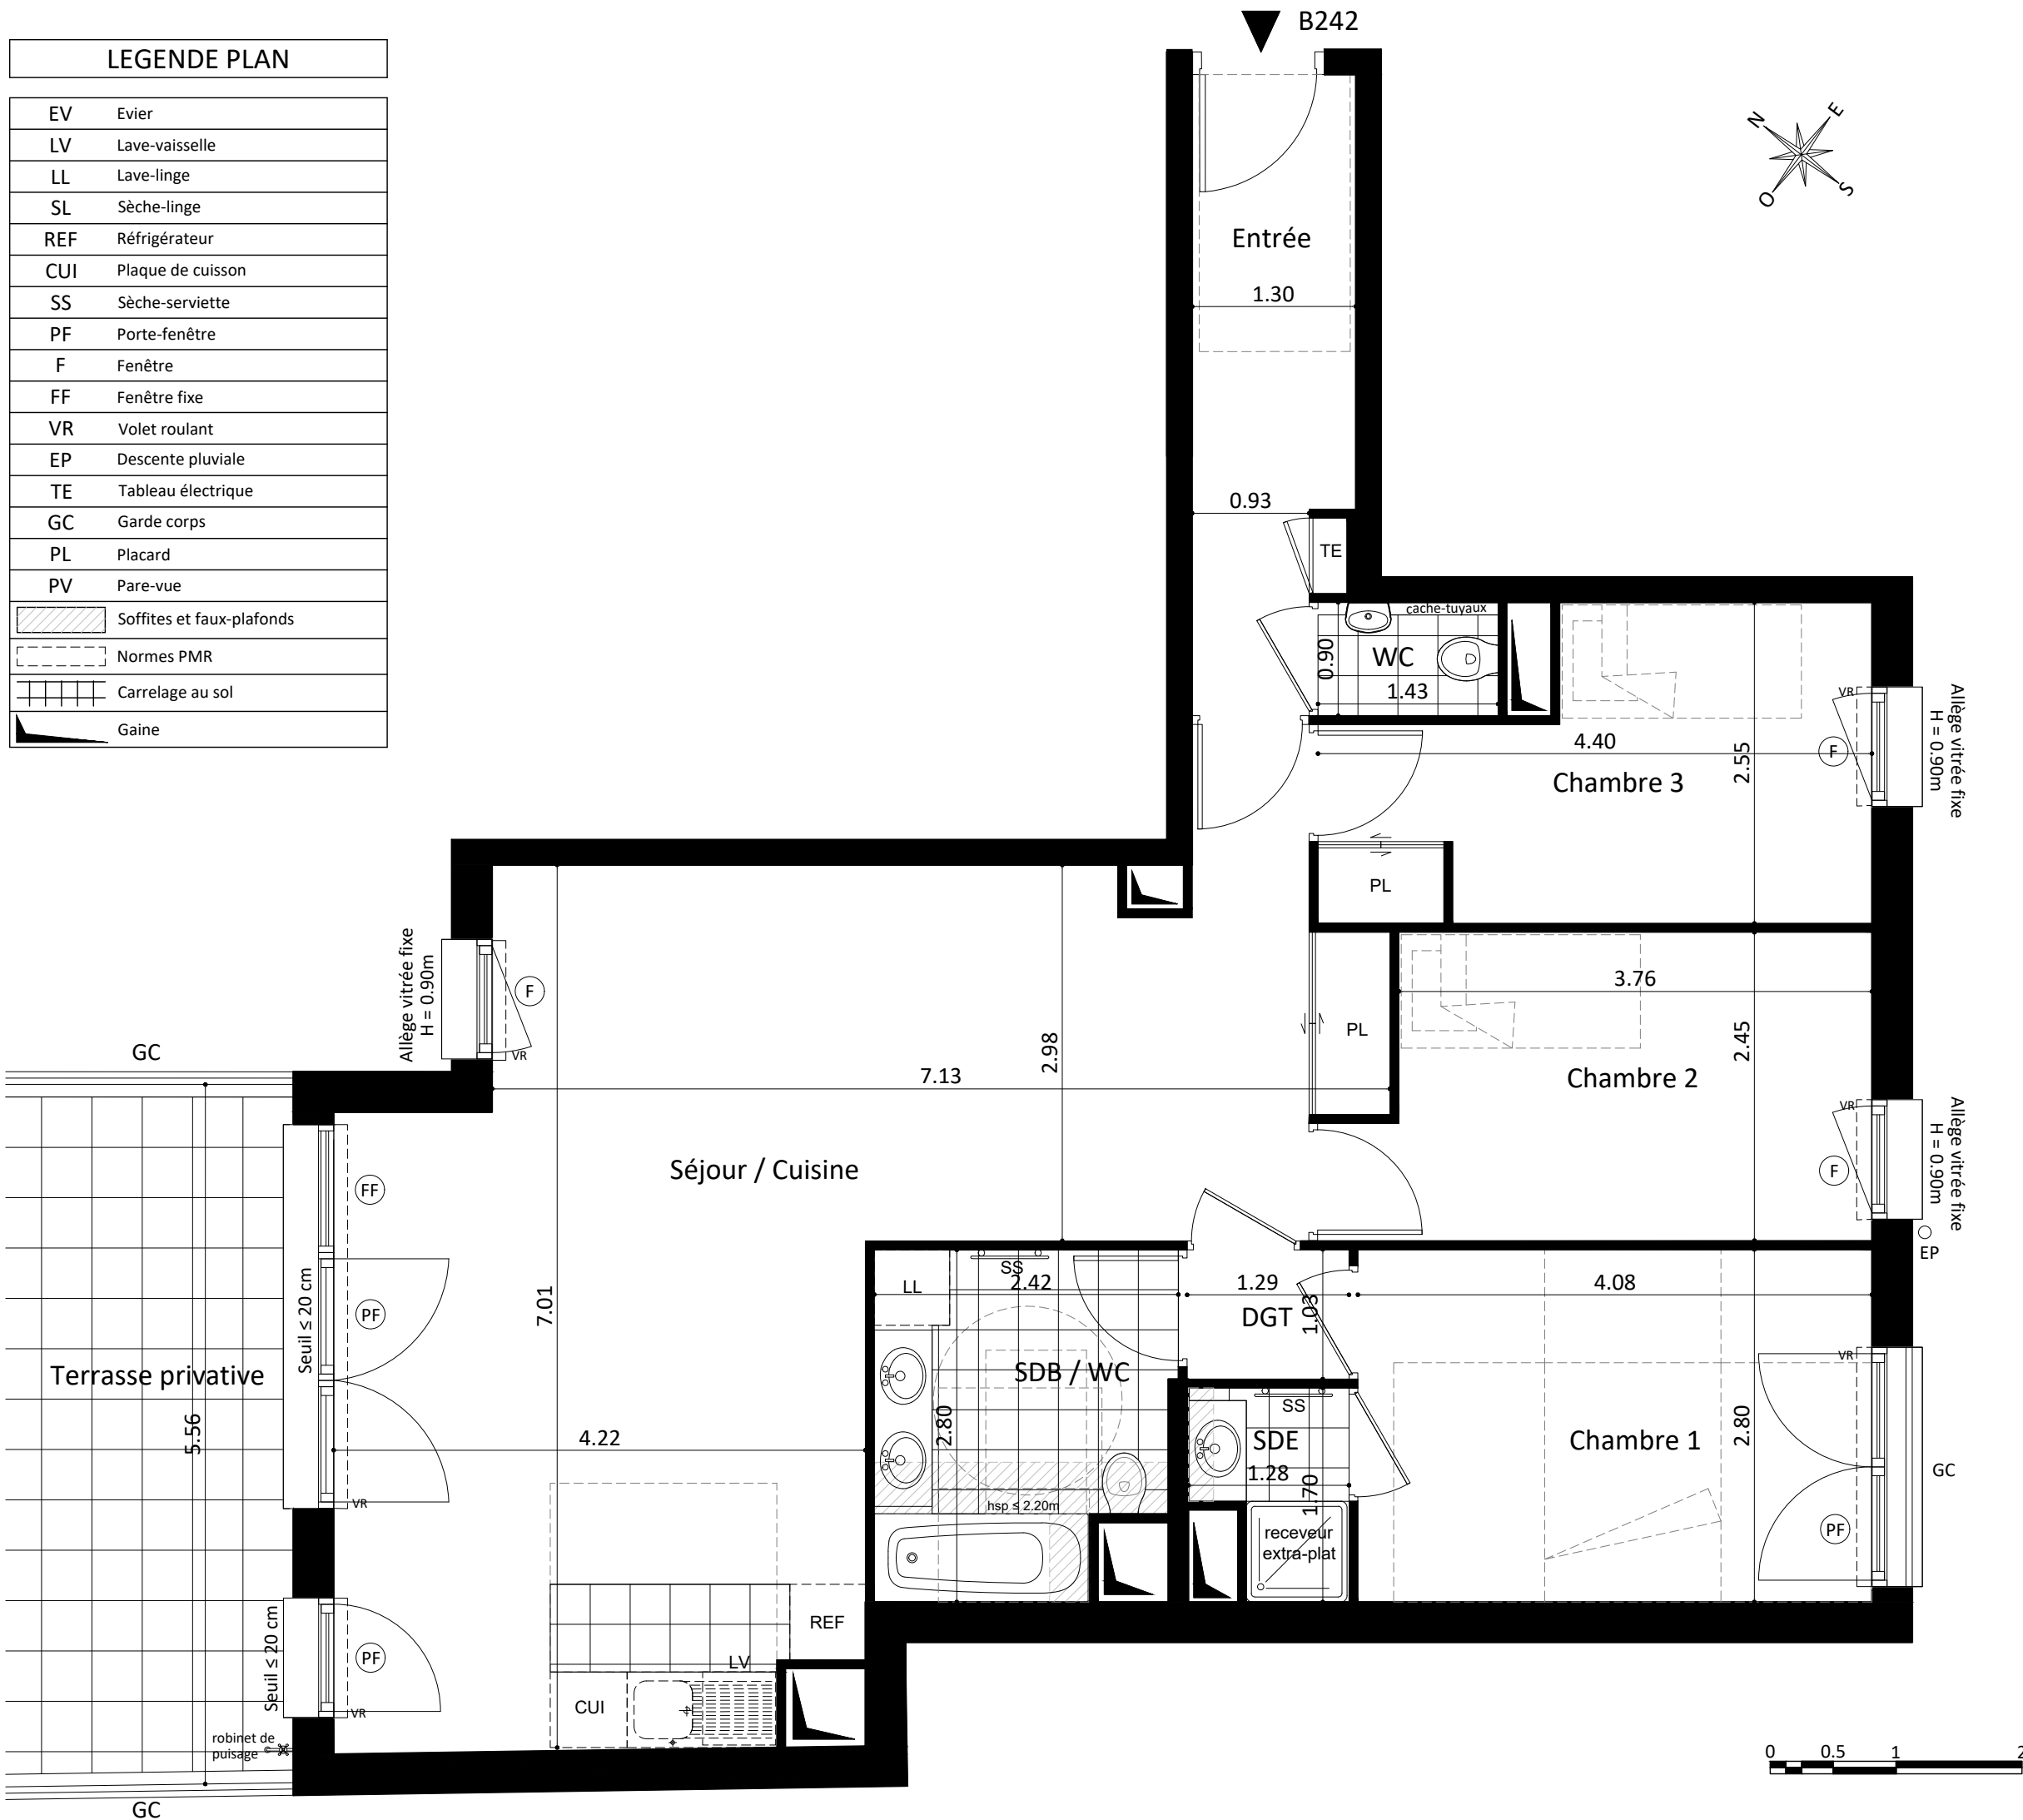 B242
LEGENDE PLAN
EV Evier
LV Lave-vaisselle
LL Lave-linge
SL Sèche-linge
REF Réfrigérateur
CUI Plaque de cuisson
SS Sèche-serviette
PF Porte-fenêtre
F Fenêtre
FF Fenêtre fixe
VR Volet roulant
EP Descente pluviale
TE Tableau électrique
GC Garde corps
PL Placard
PV Pare-vue
Soffites et faux-plafonds
Normes PMR
Carrelage au sol
Gaine
N
E
O
S
Entrée
1.30
0.93
TE
cache-tuyaux
WC
0.90
1.43
VR
F
Allège vitrée fixe
H = 0.90m
4.40
2.55
Chambre 3
PL
Allège vitrée fixe
H = 0.90m
F
VR
3.76
PL
2.98
2.45
7.13
Chambre 2
GC
VR
F
Allège vitrée fixe
H = 0.90m
EP
Séjour / Cuisine
FF
LL
SS
2.42
1.29
1.03
4.08
DGT
7.01
Seuil ≤ 20 cm
PF
VR
Terrasse privative
5.56
SDB / WC
2.80
SS
SDE
1.28
1.70
Chambre 1
2.80
GC
4.22
VR
hsp ≤ 2.20m
receveur
extra-plat
PF
REF
LV
CUI
Seuil ≤ 20 cm
PF
VR
robinet de
puisage
GC
0 0.5 1 2